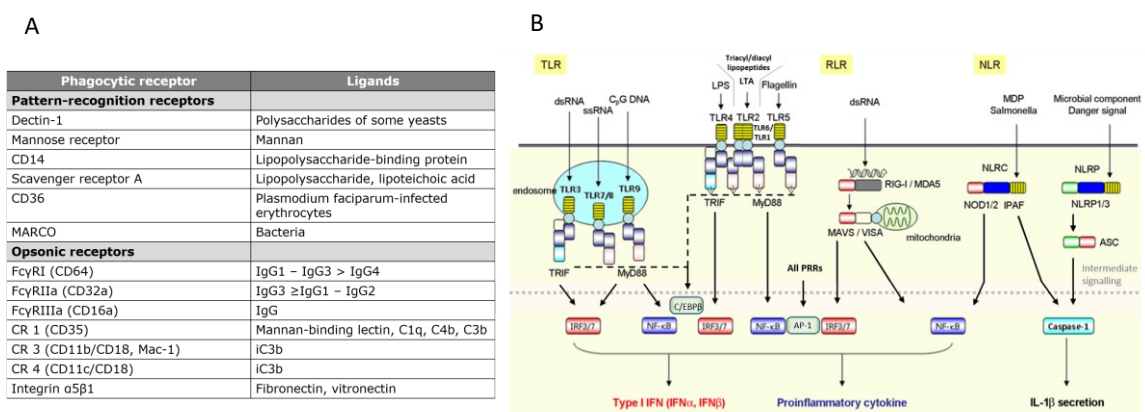 A
Phagocytic receptor Ligands
Pattern-recognition receptors
Dectin-1 Polysaccharides of some yeasts
Mannose receptor Mannan
CD14 Lipopolysaccharide-binding protein
Scavenger receptor A Lipopolysaccharide, lipoteichoic acid
CD36 Plasmodium faciparum-infected
erythrocytes
MARCO Bacteria
Opsonic receptors
FcγRI (CD64) IgG1 – IgG3 > IgG4
FcγRIIa (CD32a) IgG3 ≥IgG1 – IgG2
FcγRIIIa (CD16a) IgG
CR 1 (CD35) Mannan-binding lectin, C1q, C4b, C3b
CR 3 (CD11b/CD18, Mac-1) iC3b
CR 4 (CD11c/CD18) iC3b
Integrin α5β1 Fibronectin, vitronectin
B
TLR
Triacyl/diacyl
lipopeptides
RLR
NLR
LPS LTA Flagellin
dsRNA
ssRNA
CpG DNA
dsRNA
MDP
Salmonella
Microbial component
Danger signal
TLR4 TLR2 TLR5
TLR6/
TLR1
endosome
TLR3
TLR7/8
TLR9
RIG-I / MDA5
NLRC
NLRP
NOD1/2 IPAF
NLRP1/3
TRIF MyD88
MAVS / VISA
mitochondria
ASC
TRIF MyD88
All PRRs
Intermediate
signalling
C/EBPβ
IRF3/7 NF-κB IRF3/7 NF-κB AP-1 IRF3/7 NF-κB Caspase-1
Type I IFN (IFNα, IFNβ) Proinflammatory cytokine IL-1β secretion